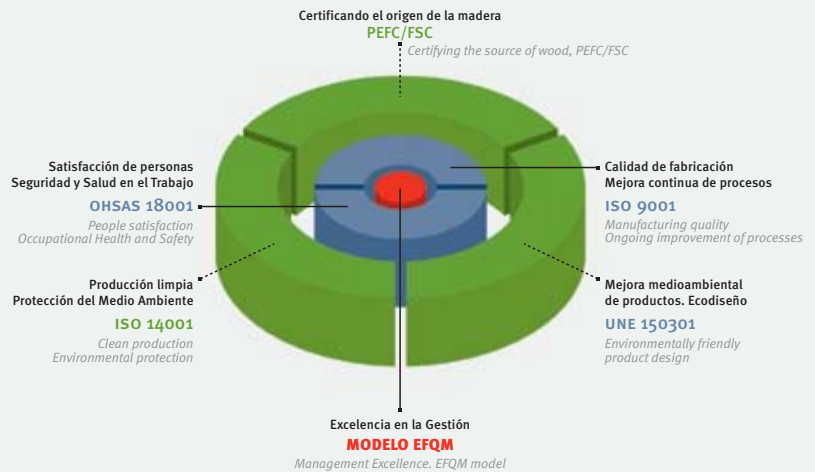 Certificando el origen de la madera
PEFC/FSC
Certifying the source of wood, PEFC/FSC
Satisfacción de personas
Seguridad y Salud en el Trabajo
OHSAS 18001
People satisfaction
Occupational Health and Safety
Calidad de fabricación
Mejora continua de procesos
ISO 9001
Manufacturing quality
Ongoing improvement of processes
Producción limpia
Protección del Medio Ambiente
ISO 14001
Clean production
Environmental protection
Mejora medioambiental
de productos. Ecodiseño
UNE 150301
Environmentally friendly
product design
Excelencia en la Gestión
MODELO EFQM
Management Excellence. EFQM model